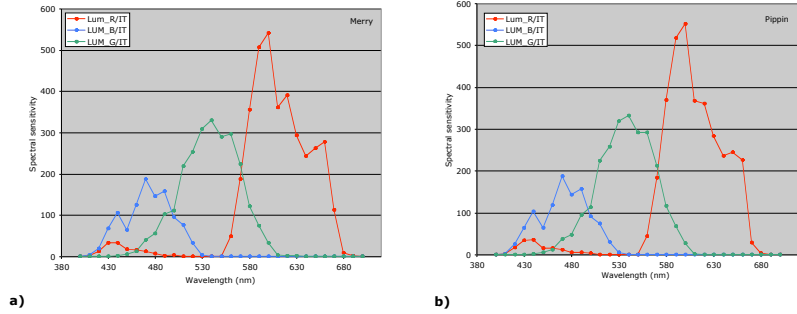 Lum_R/IT
LUM_B/IT
LUM_G/IT
Merry
600
500
400
300
200
100
0
Spectral sensitivity
380 430 480 530 580 630 680
Wavelength (nm)
a)
Lum_R/IT
LUM_B/IT
LUM_G/IT
Pippin
600
500
400
300
200
100
0
Spectral sensitivity
380 430 480 530 580 630 680
Wavelength (nm)
b)